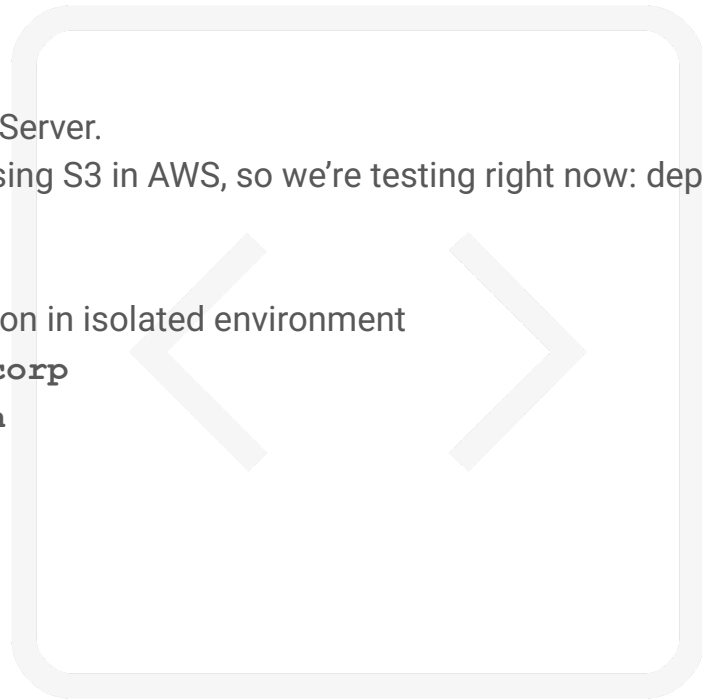 Server.
sing S3 in AWS, so we're testing right now: dep
on in isolated environment
corp